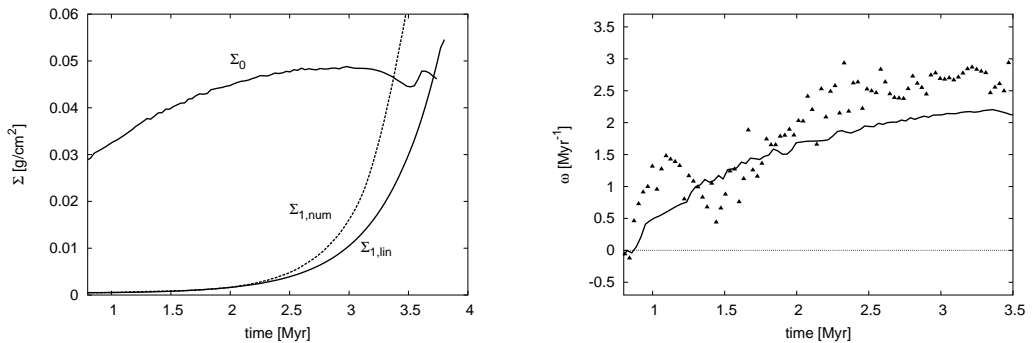 0.06
0.05
0.04
0.03
0.02
0.01
0
Σ [g/cm²]
Σ₀
Σ₁,num
Σ₁,lin
1 1.5 2 2.5 3 3.5 4
time [Myr]
3.5
3
2.5
2
1.5
1
0.5
0
-0.5
ω [Myr⁻¹]
1 1.5 2 2.5 3 3.5
time [Myr]